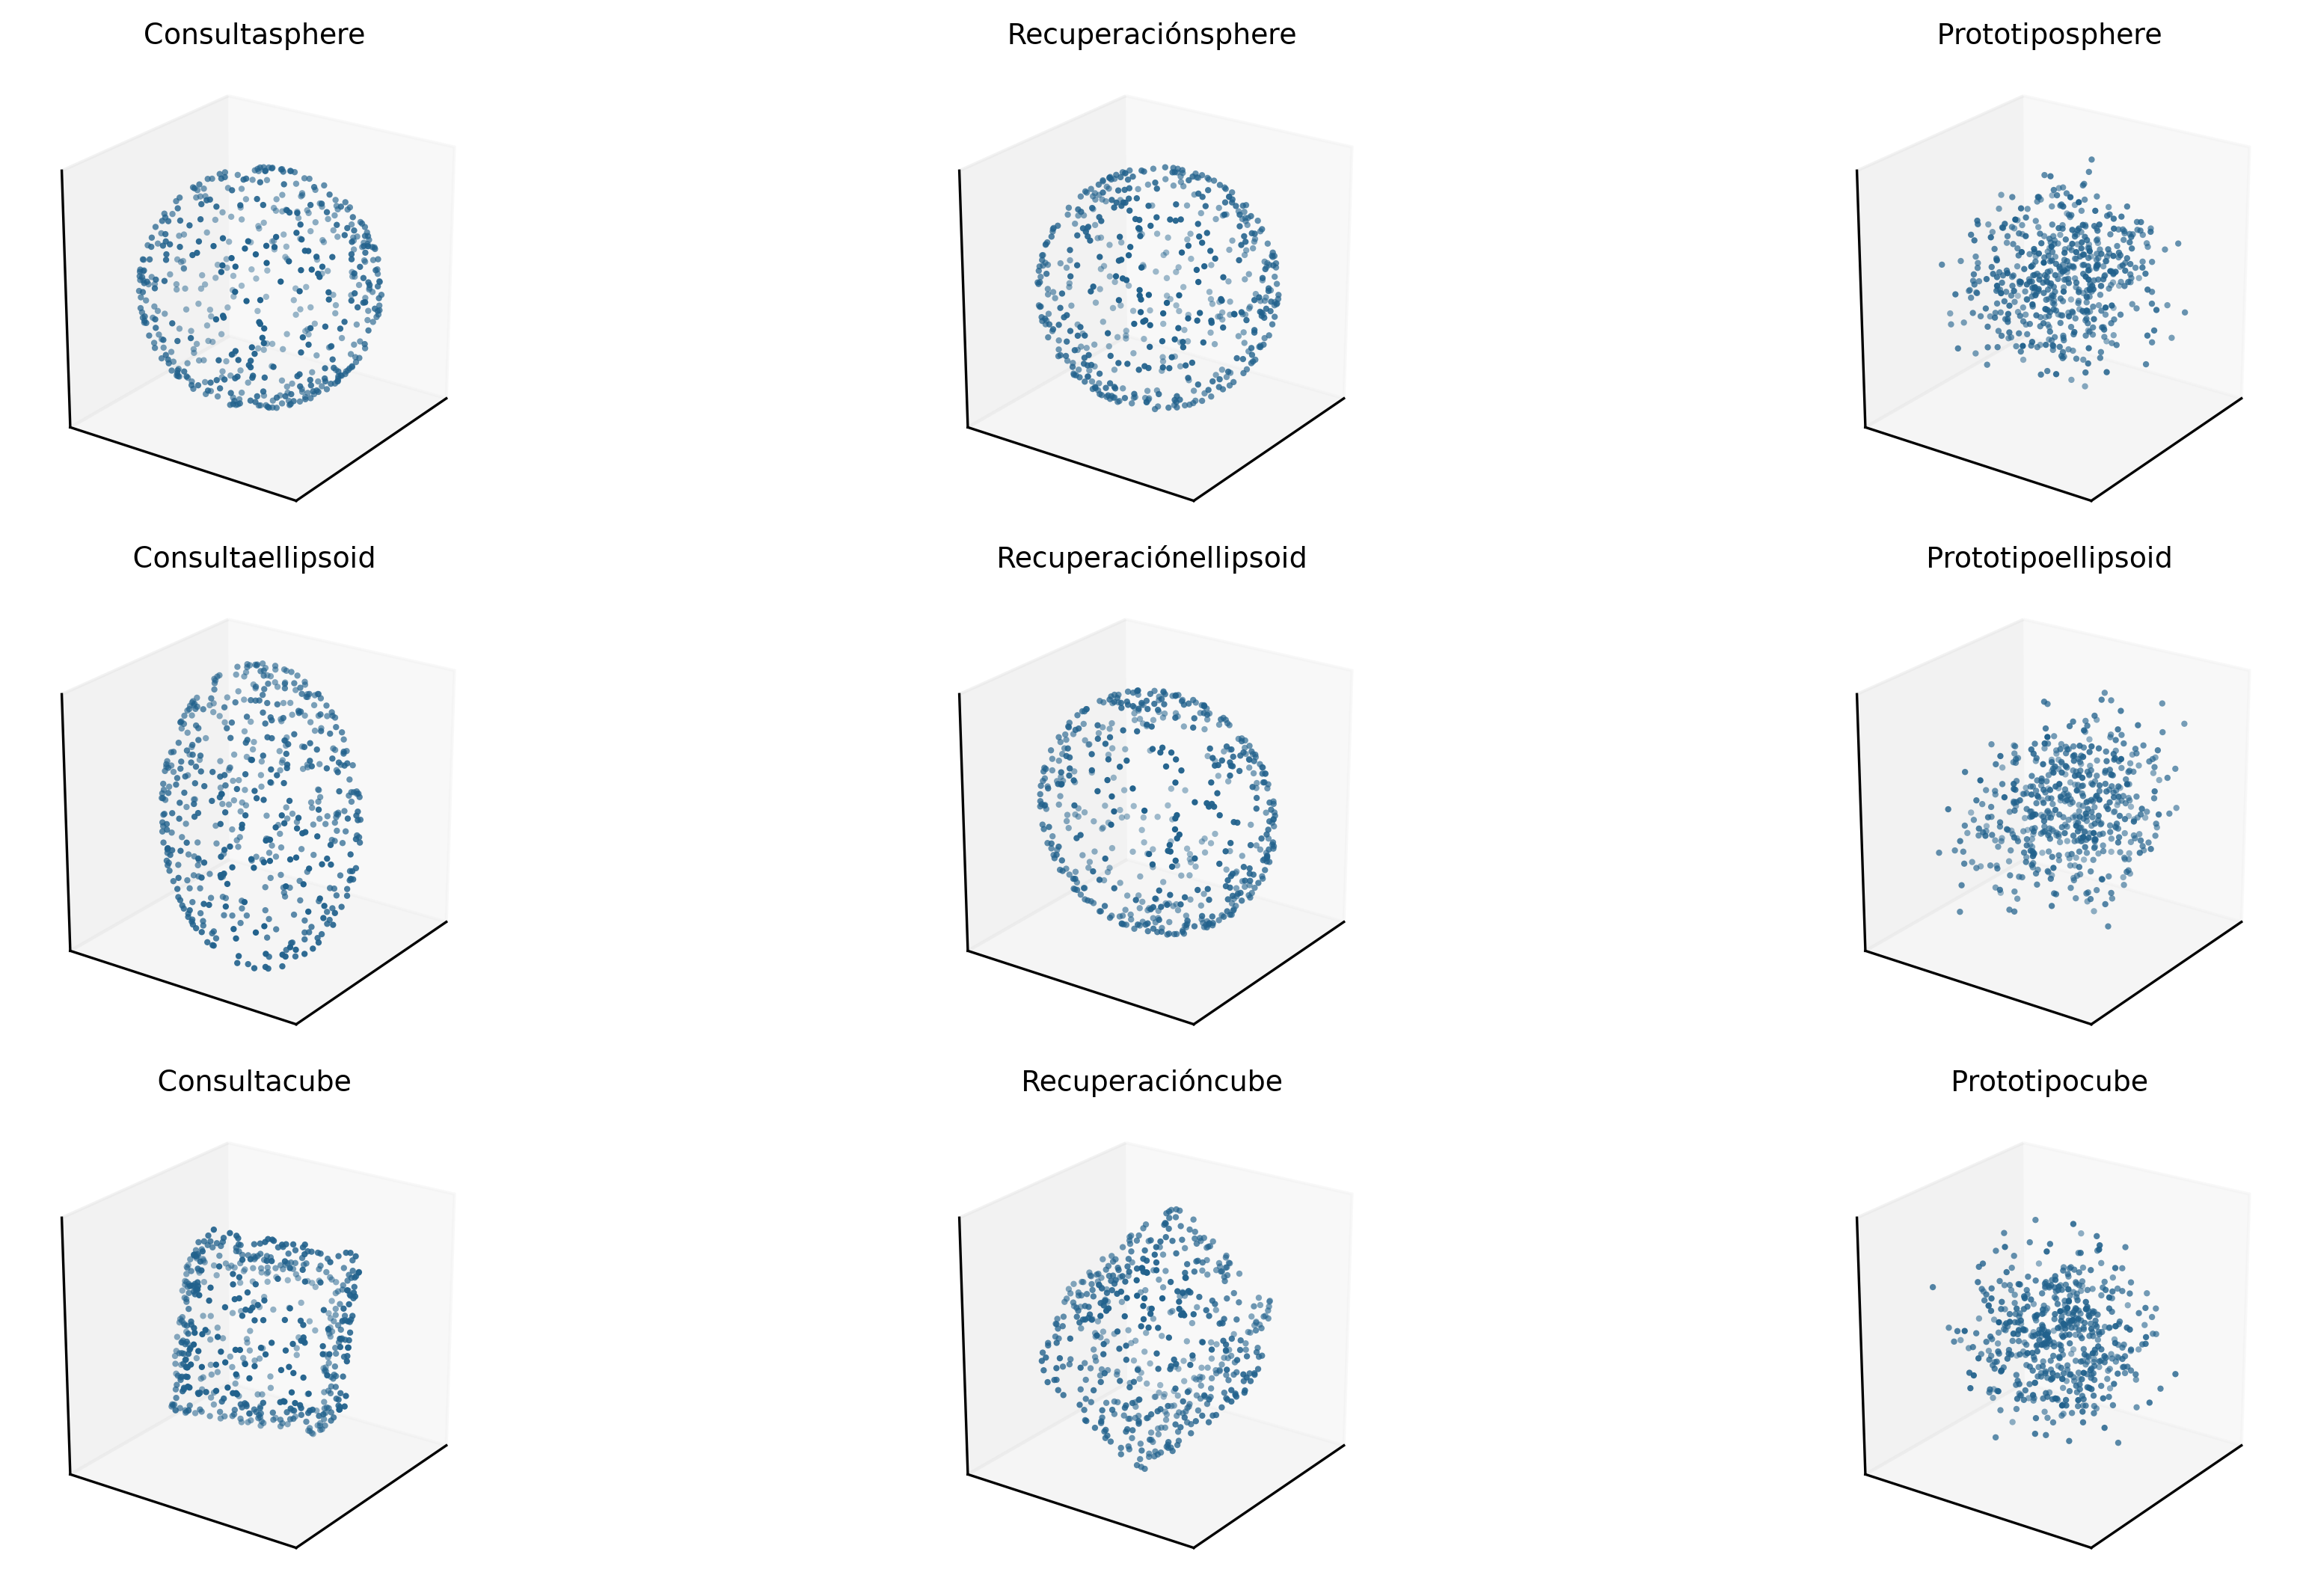 Consultasphere
Recuperaciónsphere
Prototiposphere
Consultaellipsoid
Recuperaciónellipsoid
Prototipoellipsoid
Consultacube
Recuperacióncube
Prototipocube